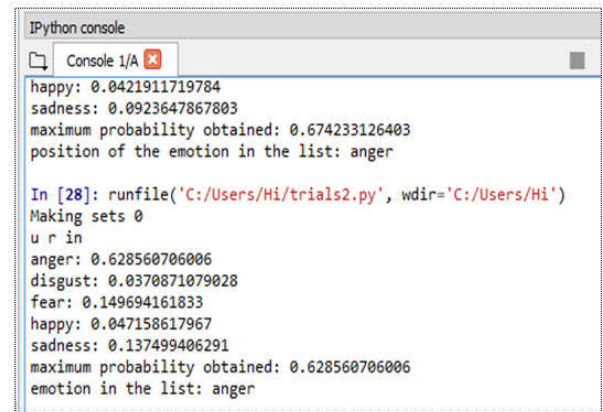 IPython console
Console 1/A
happy: 0.0421911719784
sadness: 0.0923647867803
maximum probability obtained: 0.674233126403
position of the emotion in the list: anger
In [28]: runfile('C:/Users/Hi/trials2.py', wdir='C:/Users/Hi')
Making sets 0
u r in
anger: 0.628560706006
disgust: 0.0370871079028
fear: 0.149694161833
happy: 0.047158617967
sadness: 0.137499406291
maximum probability obtained: 0.628560706006
emotion in the list: anger